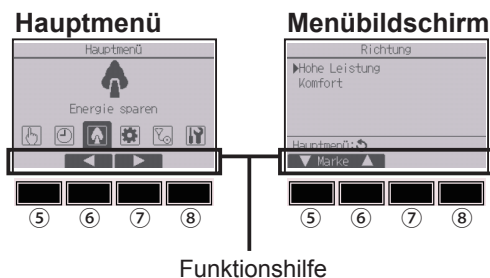 Hauptmenü
Menübildschirm
Hauptmenü
Energie sparen
Richtung
▶Hohe Leistung
Komfort
Hauptmenü:
▼ Marke ▲
⑤ ⑥ ⑦ ⑧
⑤ ⑥ ⑦ ⑧
Funktionshilfe